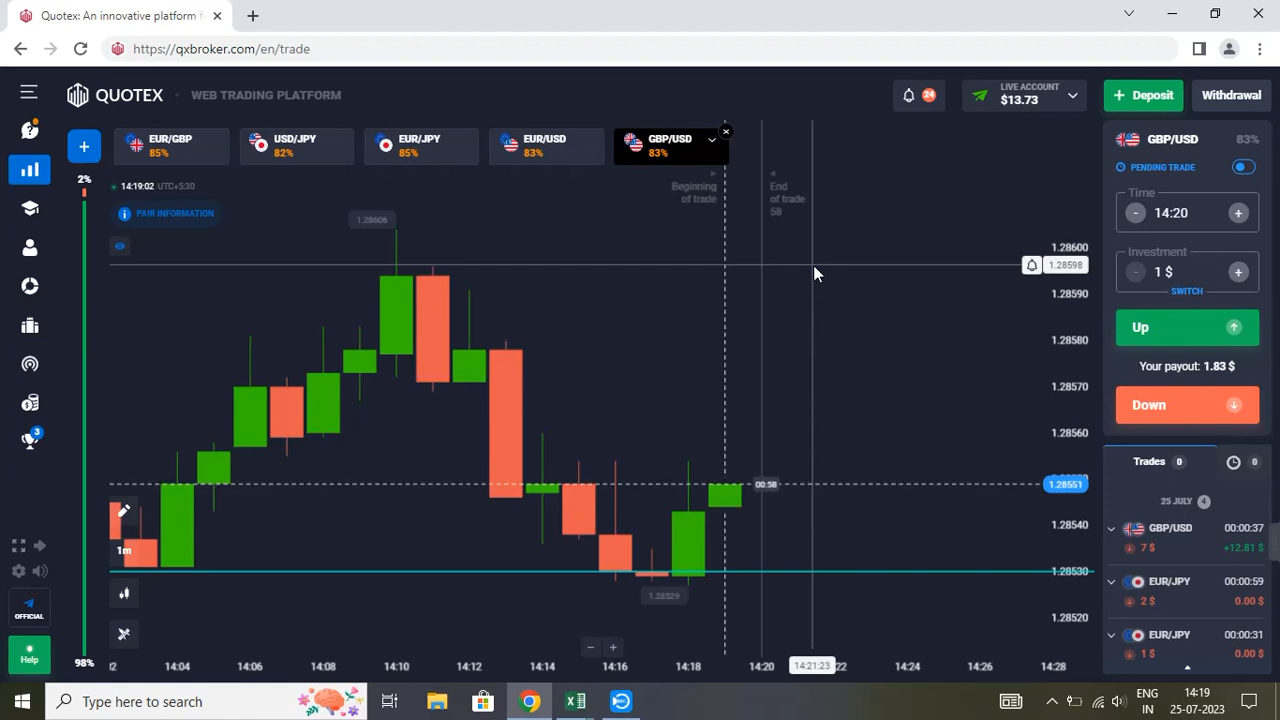 Quotex: An innovative platform f
https://qxbroker.com/en/trade
QUOTEX
WEB TRADING PLATFORM
24
LIVE ACCOUNT
$13.73
Deposit
Withdrawal
EUR/GBP
85%
USD/JPY
82%
EUR/JPY
85%
EUR/USD
83%
GBP/USD
83%
2%
14:19:02 UTC+5:30
PAIR INFORMATION
Beginning
of trade
End
of trade
58
1.28606
1.28600
1.28598
1.28590
1.28580
1.28570
1.28560
00:58
1.28551
1.28540
1.28530
1.28529
1.28520
1m
98%
14:04
14:06
14:08
14:10
14:12
14:14
14:16
14:18
14:20
14:21:23
22
14:24
14:26
14:28
GBP/USD
83%
PENDING TRADE
Time
14:20
Investment
1 $
SWITCH
Up
Your payout: 1.83 $
Down
Trades 0
0
25 JULY 4
GBP/USD 00:00:37
7 $ +12.81 $
EUR/JPY 00:00:59
2 $ 0.00 $
EUR/JPY 00:00:31
1 $ 0.00 $
3
OFFICIAL
Help
Type here to search
REC
ENG
IN
14:19
25-07-2023